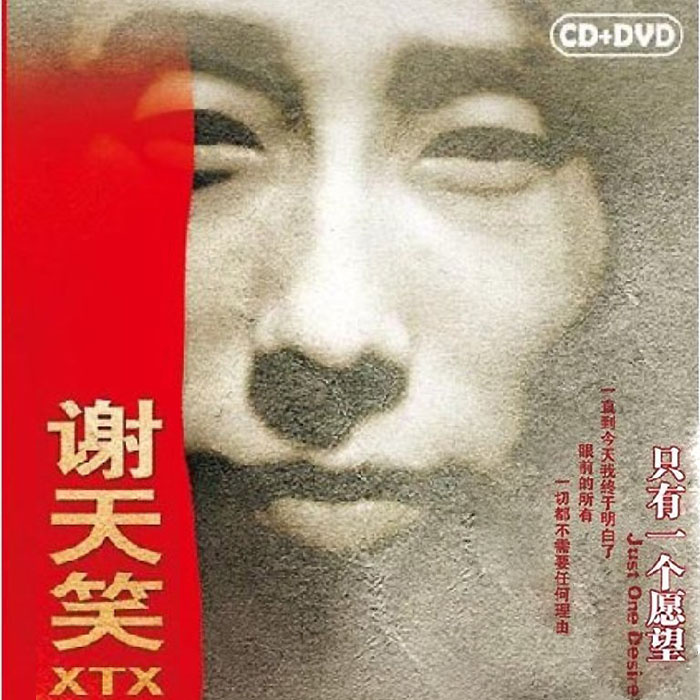 CD+DVD
谢天笑
XTX
只有一个愿望
Just One Desire
一直到今天我终于明白了
眼前的所有
一切都不需要任何理由